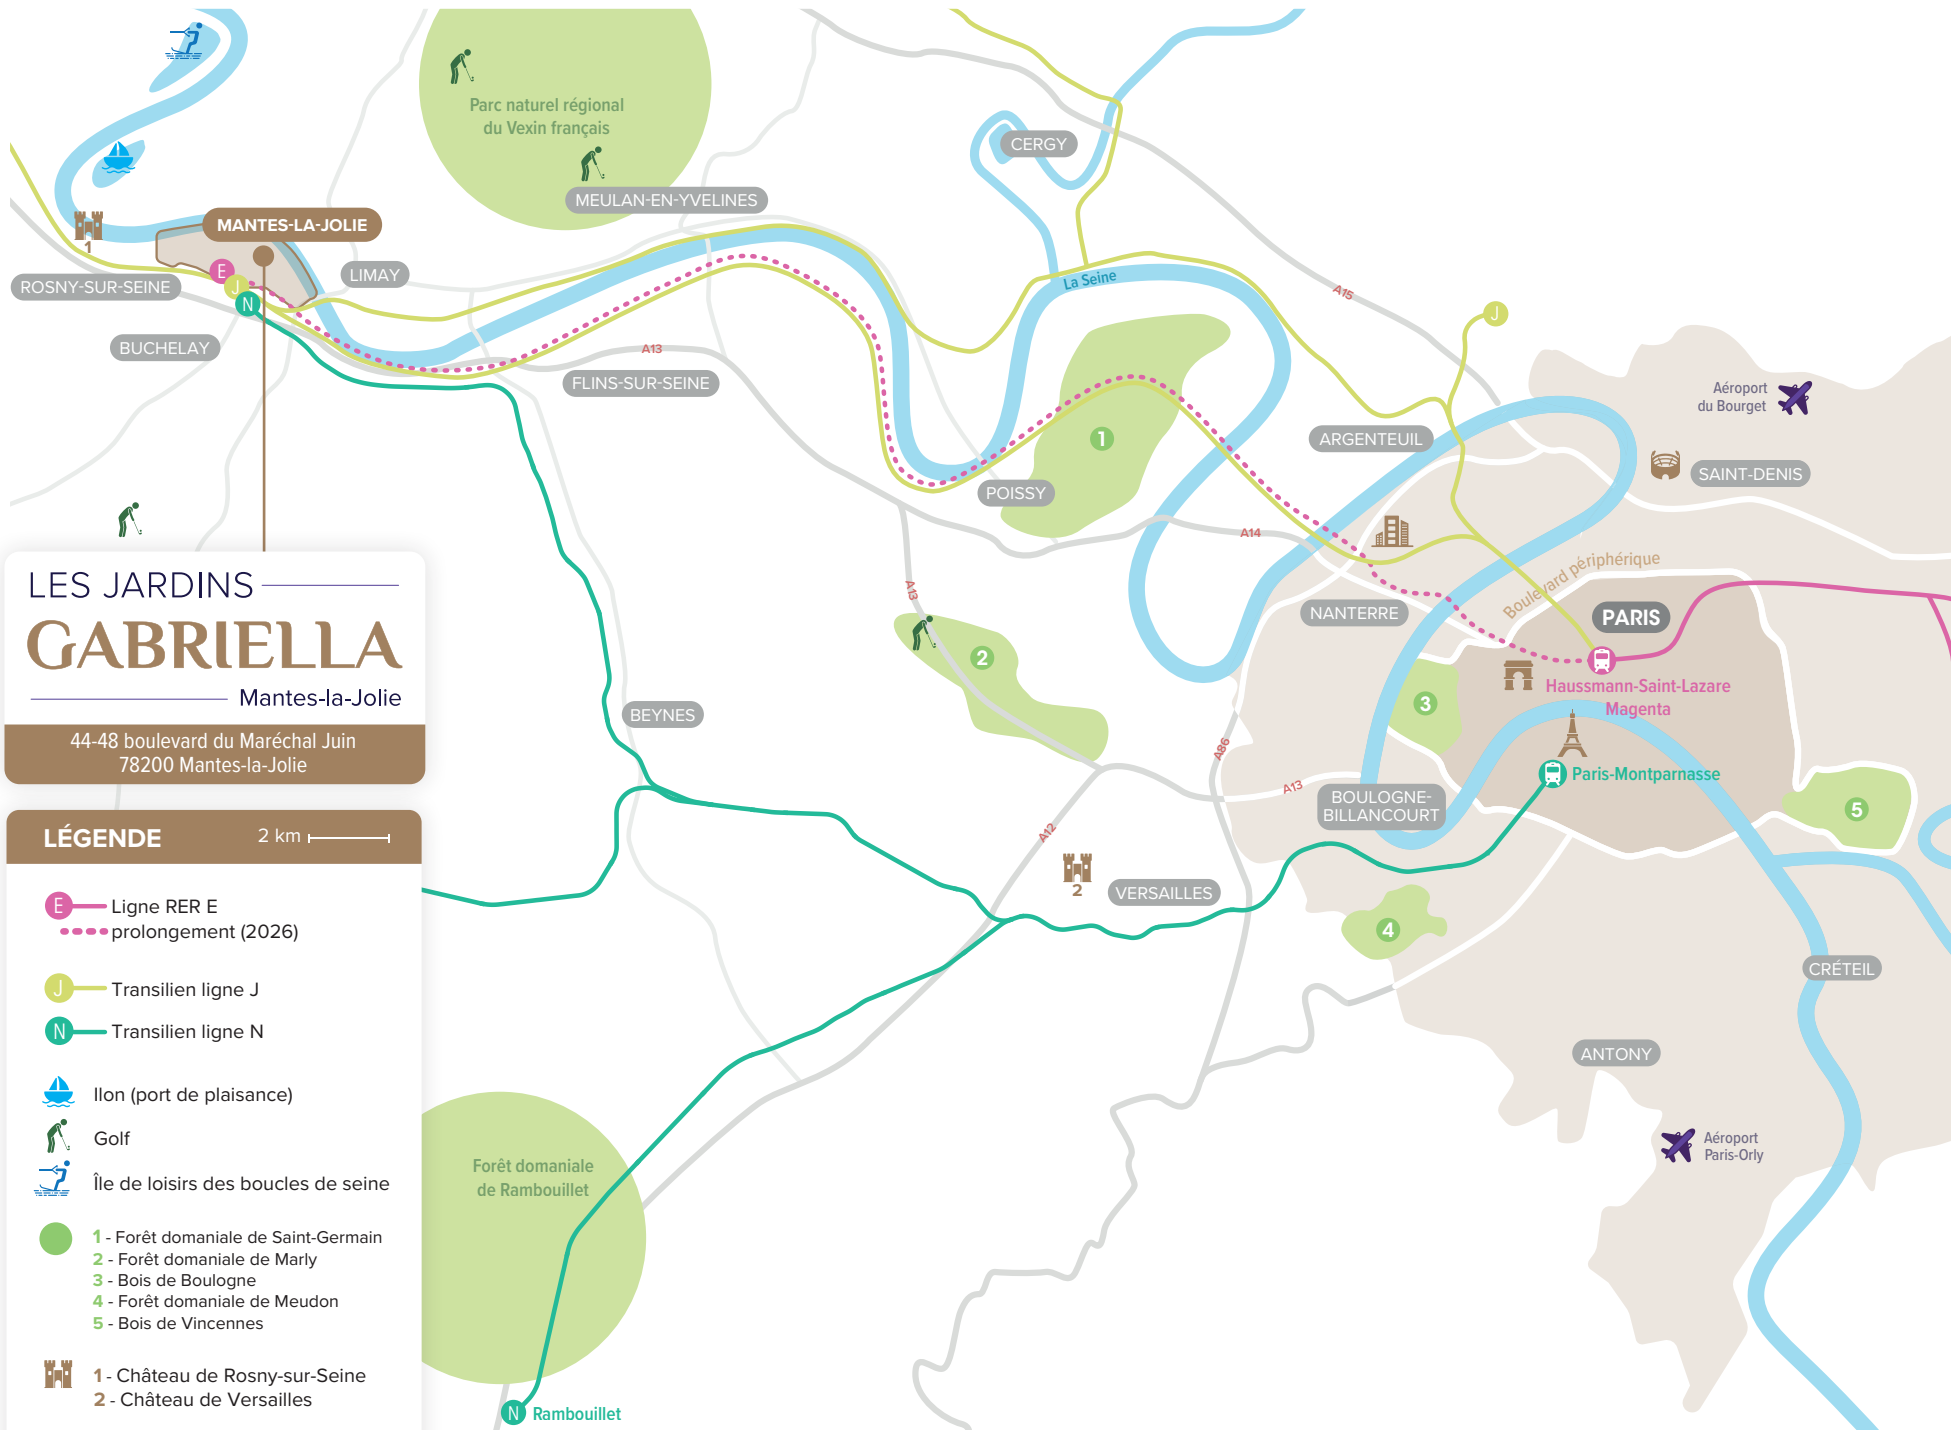 Parc naturel régional
du Vexin français
CERGY
MEULAN-EN-YVELINES
MANTES-LA-JOLIE
1
E
J
N
LIMAY
ROSNY-SUR-SEINE
BUCHELAY
La Seine
A15
J
A13
FLINS-SUR-SEINE
Aéroport
du Bourget
1
ARGENTEUIL
SAINT-DENIS
POISSY
A14
Boulevard périphérique
A13
NANTERRE
PARIS
2
Haussmann-Saint-Lazare
Magenta
3
BEYNES
A86
Paris-Montparnasse
A13
BOULOGNE-
BILLANCOURT
5
A12
2
VERSAILLES
4
CRÉTEIL
ANTONY
Aéroport
Paris-Orly
Forêt domaniale
de Rambouillet
N
Rambouillet
LES JARDINS
GABRIELLA
Mantes-la-Jolie
44-48 boulevard du Maréchal Juin
78200 Mantes-la-Jolie
LÉGENDE 2 km
E Ligne RER E
prolongement (2026)
J Transilien ligne J
N Transilien ligne N
Ilon (port de plaisance)
Golf
Île de loisirs des boucles de seine
1 - Forêt domaniale de Saint-Germain
2 - Forêt domaniale de Marly
3 - Bois de Boulogne
4 - Forêt domaniale de Meudon
5 - Bois de Vincennes
1 - Château de Rosny-sur-Seine
2 - Château de Versailles